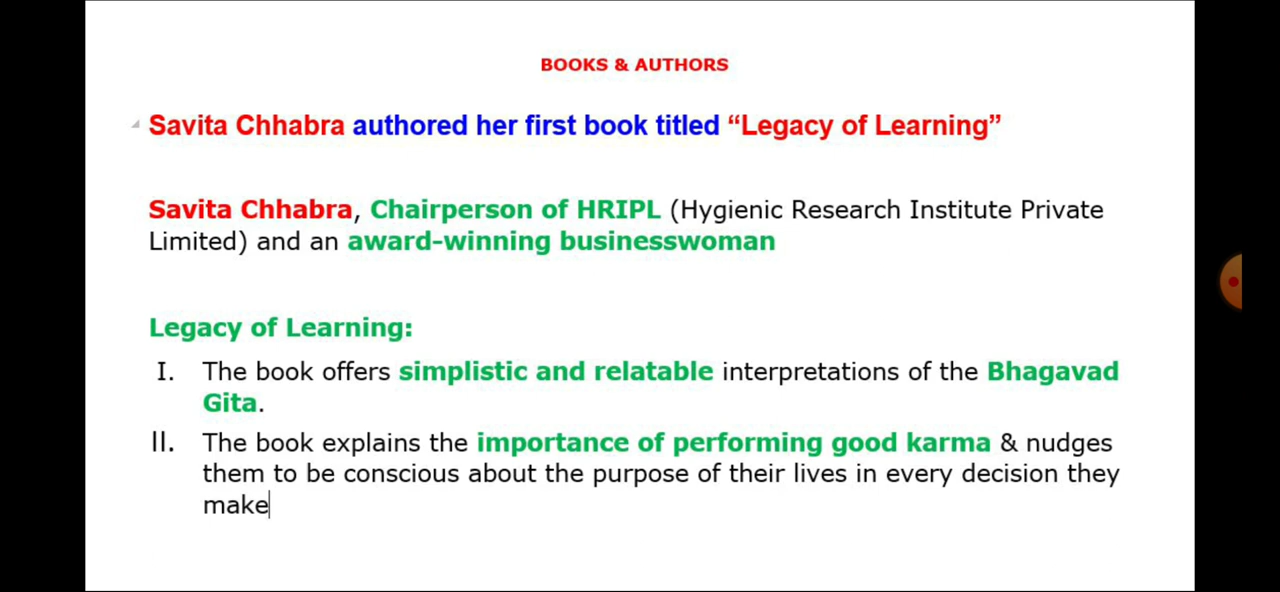 BOOKS & AUTHORS
Savita Chhabra authored her first book titled “Legacy of Learning”
Savita Chhabra, Chairperson of HRIPL (Hygienic Research Institute Private
Limited) and an award-winning businesswoman
Legacy of Learning:
I. The book offers simplistic and relatable interpretations of the Bhagavad
Gita.
II. The book explains the importance of performing good karma & nudges
them to be conscious about the purpose of their lives in every decision they
make